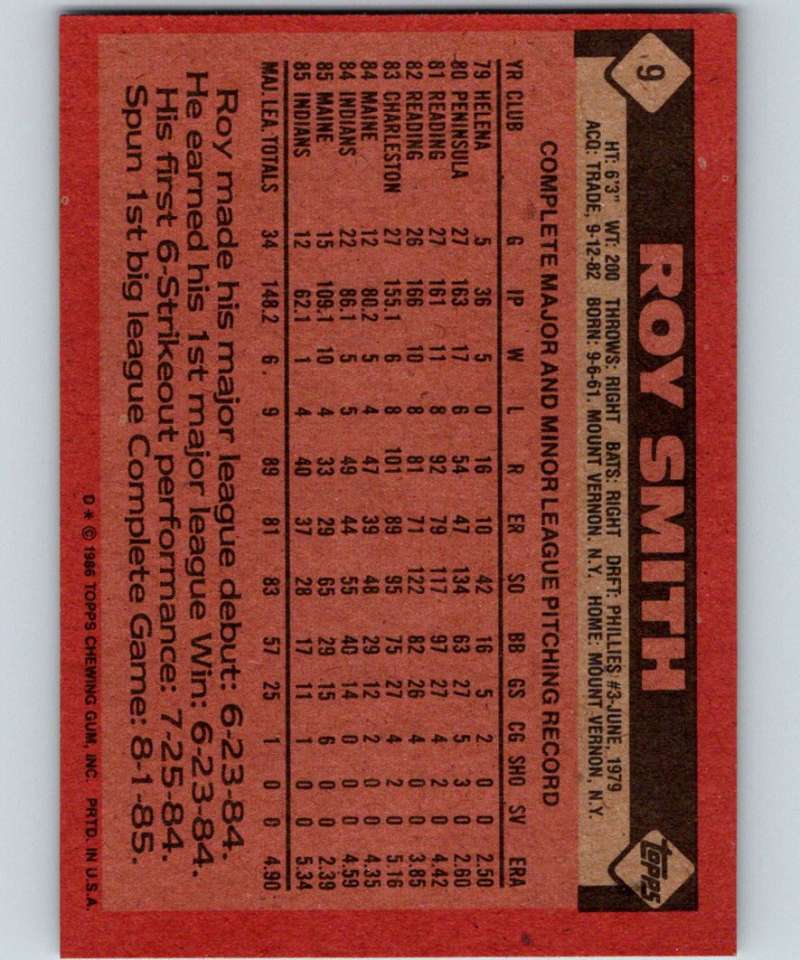 9
ROY SMITH
topps
HT: 6'3" WT: 200 THROWS: RIGHT BATS: RIGHT DRFT: PHILLIES #3-JUNE, 1979
ACQ: TRADE, 9-12-82 BORN: 9-6-61, MOUNT VERNON, N.Y. HOME: MOUNT VERNON, N.Y.
COMPLETE MAJOR AND MINOR LEAGUE PITCHING RECORD
YR CLUB G IP W L R ER SO BB GS CG SHO SV ERA
79 HELENA 5 36 5 0 16 10 42 16 5 2 0 0 2.50
80 PENINSULA 27 163 17 6 54 47 134 63 27 5 3 0 2.60
81 READING 27 161 11 8 92 79 117 97 27 4 2 0 4.42
82 READING 26 166 10 8 81 71 122 82 26 4 0 0 3.85
83 CHARLESTON 27 155.1 6 8 101 89 95 75 27 4 2 0 5.16
84 MAINE 12 80.2 5 4 47 39 48 29 12 2 0 0 4.35
84 INDIANS 22 86.1 5 5 49 44 55 40 14 0 0 0 4.59
85 MAINE 15 109.1 10 4 33 29 65 29 15 6 0 0 2.39
85 INDIANS 12 62.1 1 4 40 37 28 17 11 1 0 0 5.34
MAJ. LEA. TOTALS 34 148.2 6 9 89 81 83 57 25 1 0 0 4.90
Roy made his major league debut: 6-23-84.
He earned his 1st major league Win: 6-23-84.
His first 6-Strikeout performance: 7-25-84.
Spun 1st big league Complete Game: 8-1-85.
D* © 1986 TOPPS CHEWING GUM, INC. PRTD. IN U.S.A.